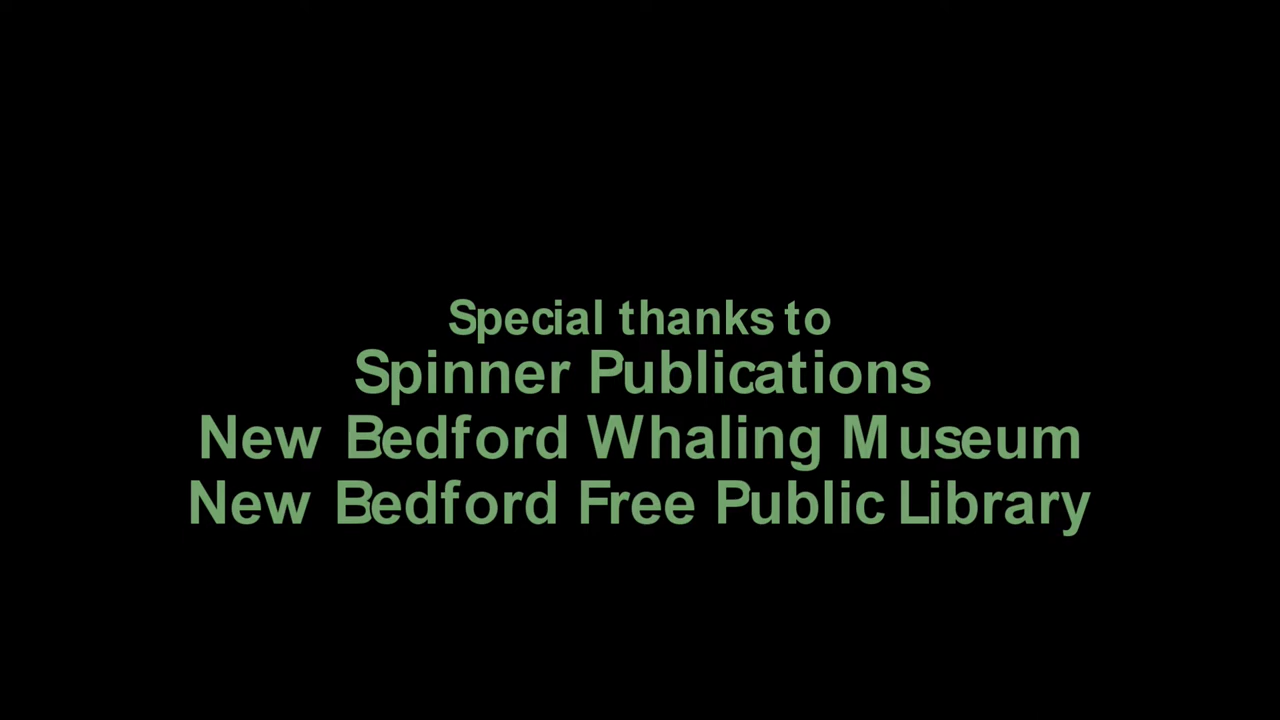 Special thanks to
Spinner Publications
New Bedford Whaling Museum
New Bedford Free Public Library